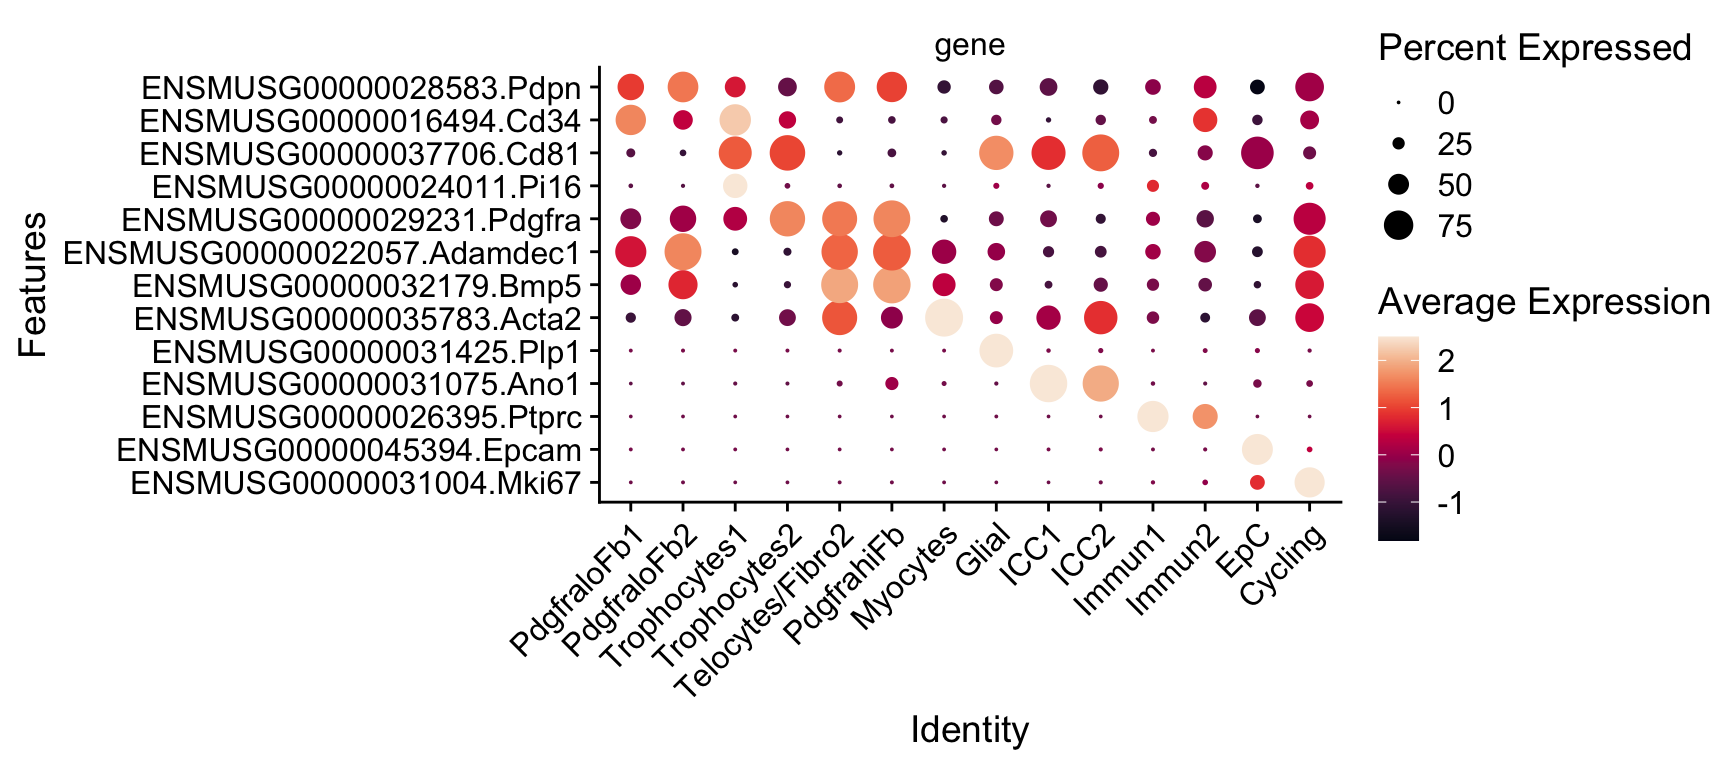 gene
Features
ENSMUSG00000028583.Pdpn
ENSMUSG00000016494.Cd34
ENSMUSG00000037706.Cd81
ENSMUSG00000024011.Pi16
ENSMUSG00000029231.Pdgfra
ENSMUSG00000022057.Adamdec1
ENSMUSG00000032179.Bmp5
ENSMUSG00000035783.Acta2
ENSMUSG00000031425.Plp1
ENSMUSG00000031075.Ano1
ENSMUSG00000026395.Ptprc
ENSMUSG00000045394.Epcam
ENSMUSG00000031004.Mki67
PdgfraloFb1
PdgfraloFb2
Trophocytes1
Trophocytes2
Telocytes/Fibro2
PdgfrahiFb
Myocytes
Glial
ICC1
ICC2
Immun1
Immun2
EpC
Cycling
Identity
Percent Expressed
0
25
50
75
Average Expression
2
1
0
-1